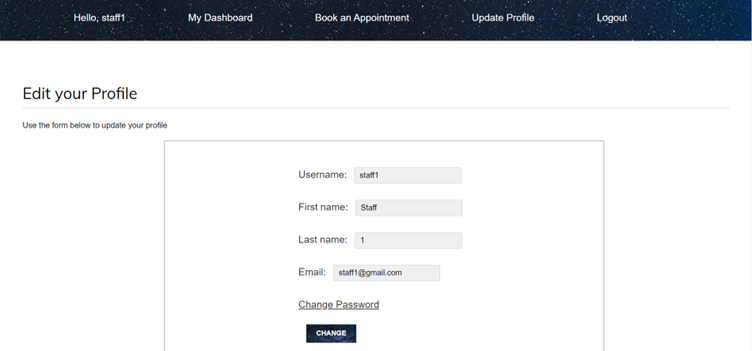 Hello, staff1 My Dashboard Book an Appointment Update Profile Logout
Edit your Profile
Use the form below to update your profile
Username: staff1
First name: Staff
Last name: 1
Email: staff1@gmail.com
Change Password
CHANGE